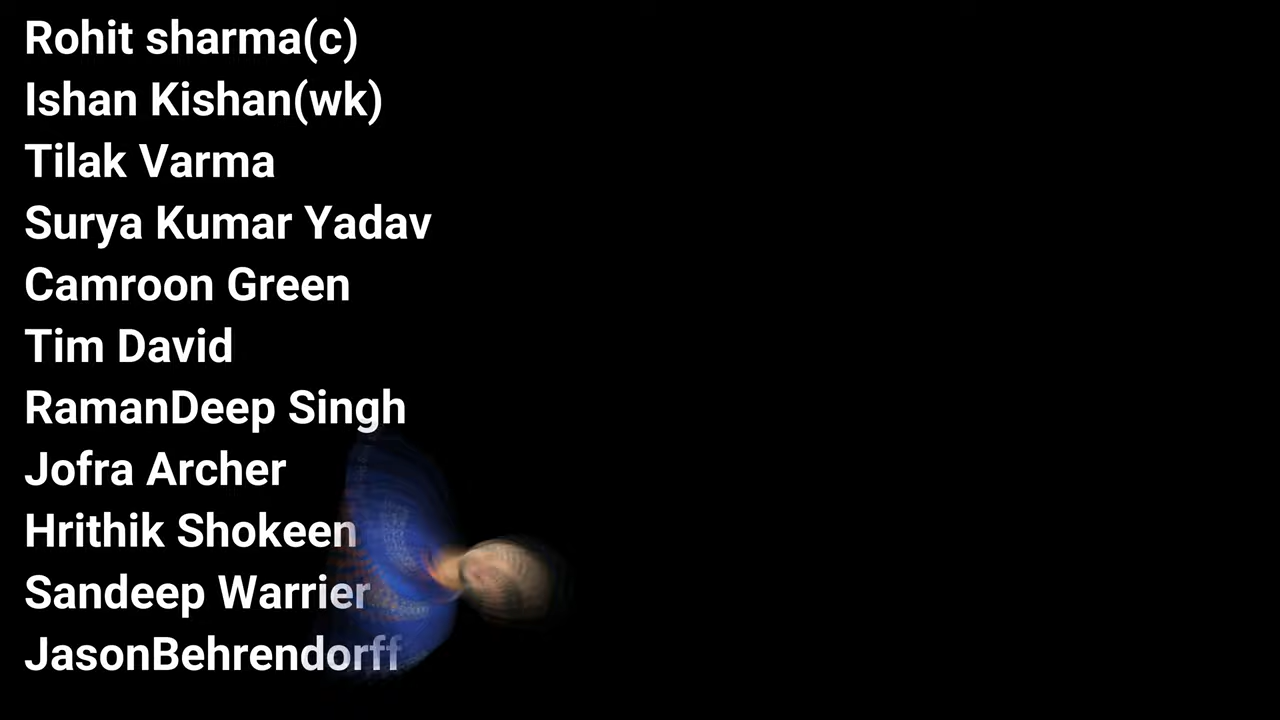 Rohit sharma(c)
Ishan Kishan(wk)
Tilak Varma
Surya Kumar Yadav
Camroon Green
Tim David
RamanDeep Singh
Jofra Archer
Hrithik Shokeen
Sandeep Warrier
JasonBehrendorff